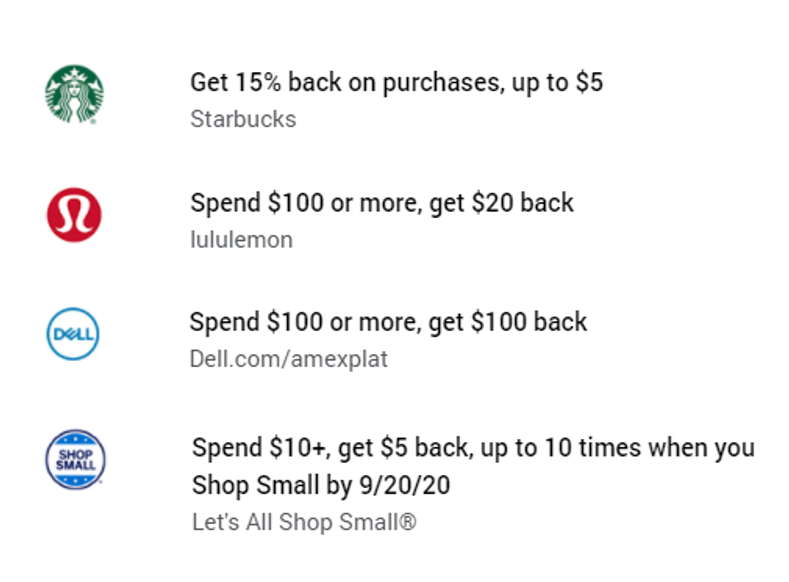 Get 15% back on purchases, up to $5
Starbucks
Spend $100 or more, get $20 back
lululemon
DELL
Spend $100 or more, get $100 back
Dell.com/amexplat
SHOP
SMALL
Spend $10+, get $5 back, up to 10 times when you
Shop Small by 9/20/20
Let's All Shop Small®